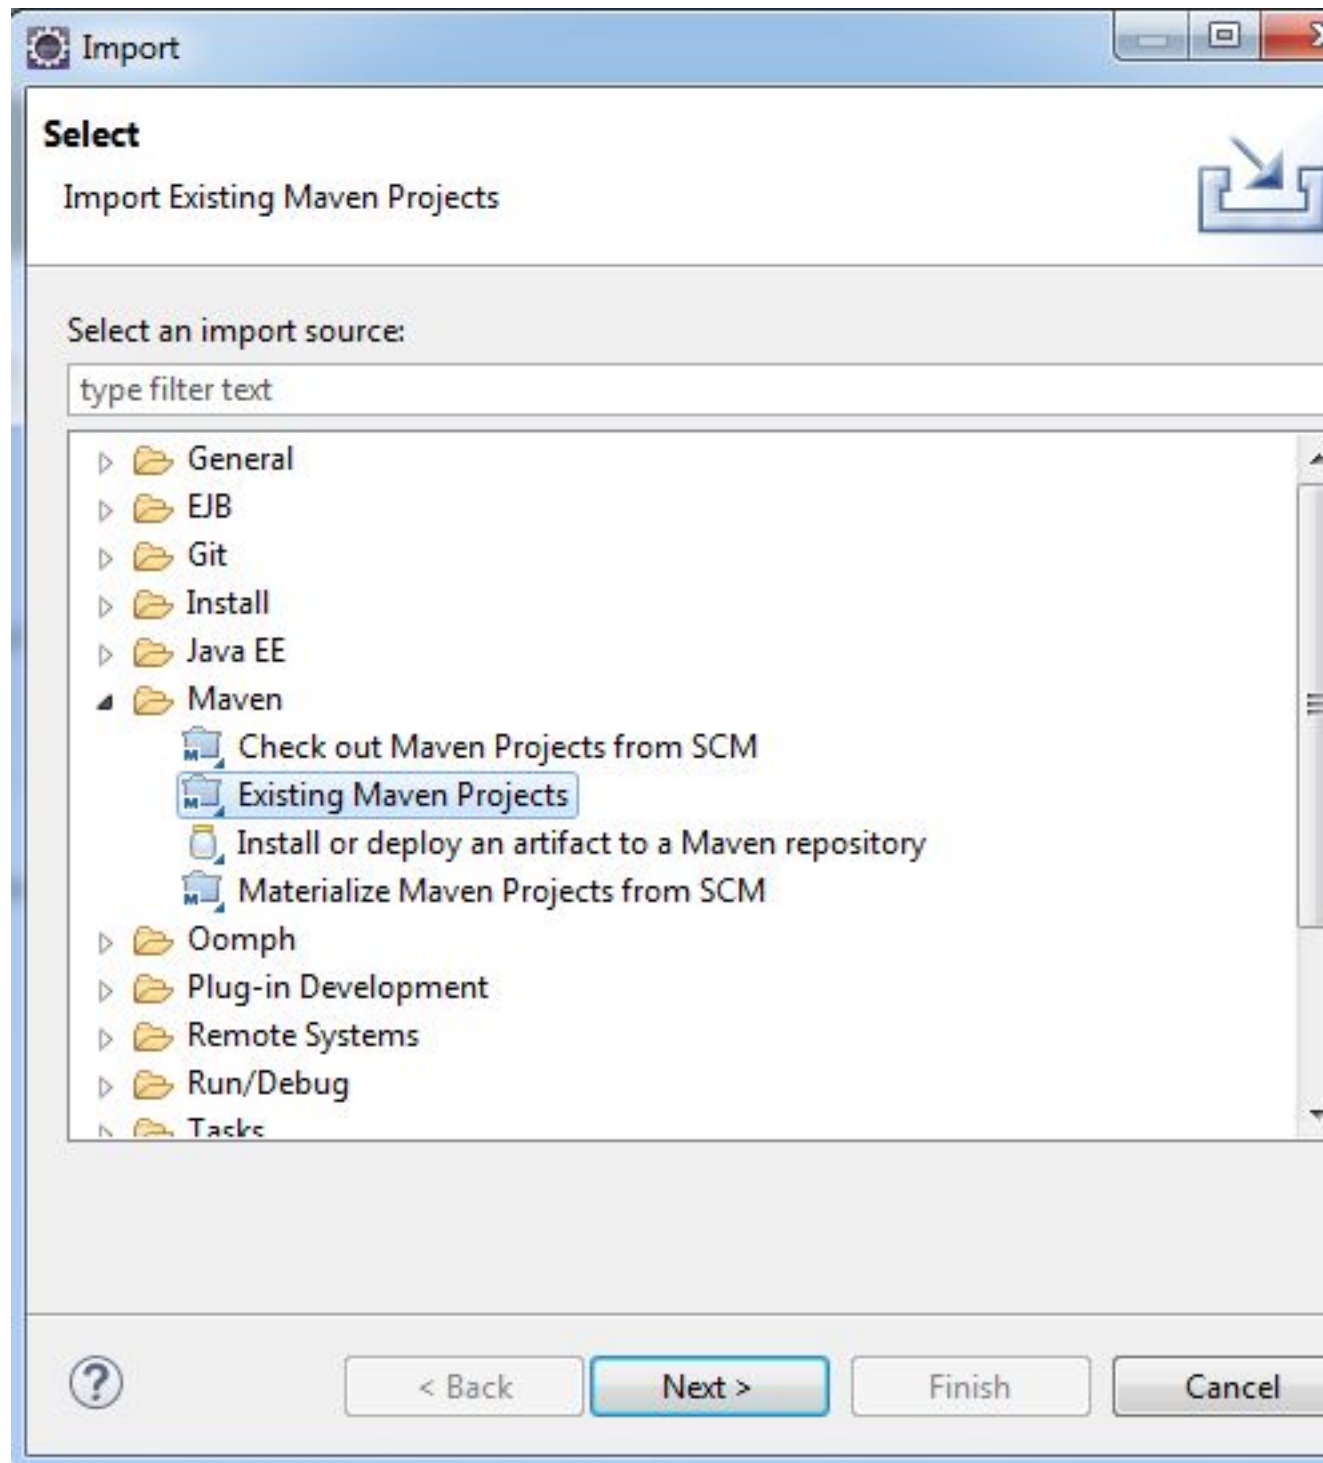 Import
Select
Import Existing Maven Projects
Select an import source:
type filter text
General
EJB
Git
Install
Java EE
Maven
Check out Maven Projects from SCM
Existing Maven Projects
Install or deploy an artifact to a Maven repository
Materialize Maven Projects from SCM
Oomph
Plug-in Development
Remote Systems
Run/Debug
Tasks
? < Back Next > Finish Cancel